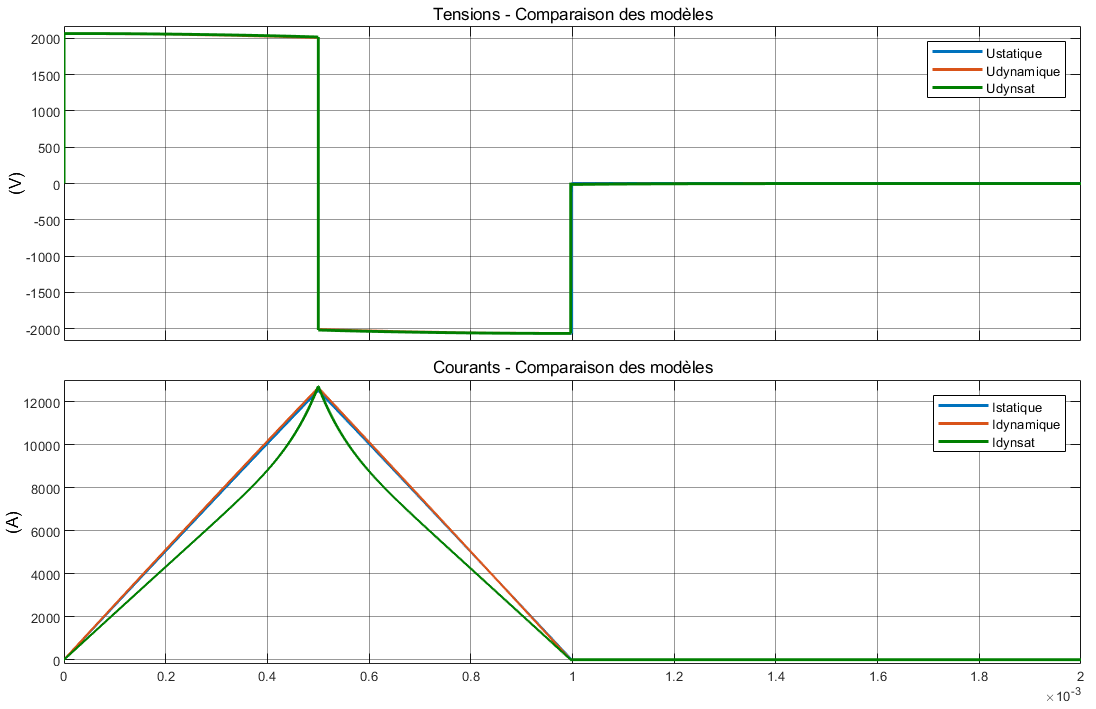 Tensions - Comparaison des modèles
2000
1500
1000
500
0
-500
-1000
-1500
-2000
(V)
Ustatique
Udynamique
Udynsat
Courants - Comparaison des modèles
12000
10000
8000
6000
4000
2000
0
(A)
Istatique
Idynamique
Idynsat
0 0.2 0.4 0.6 0.8 1 1.2 1.4 1.6 1.8 2
×10⁻³